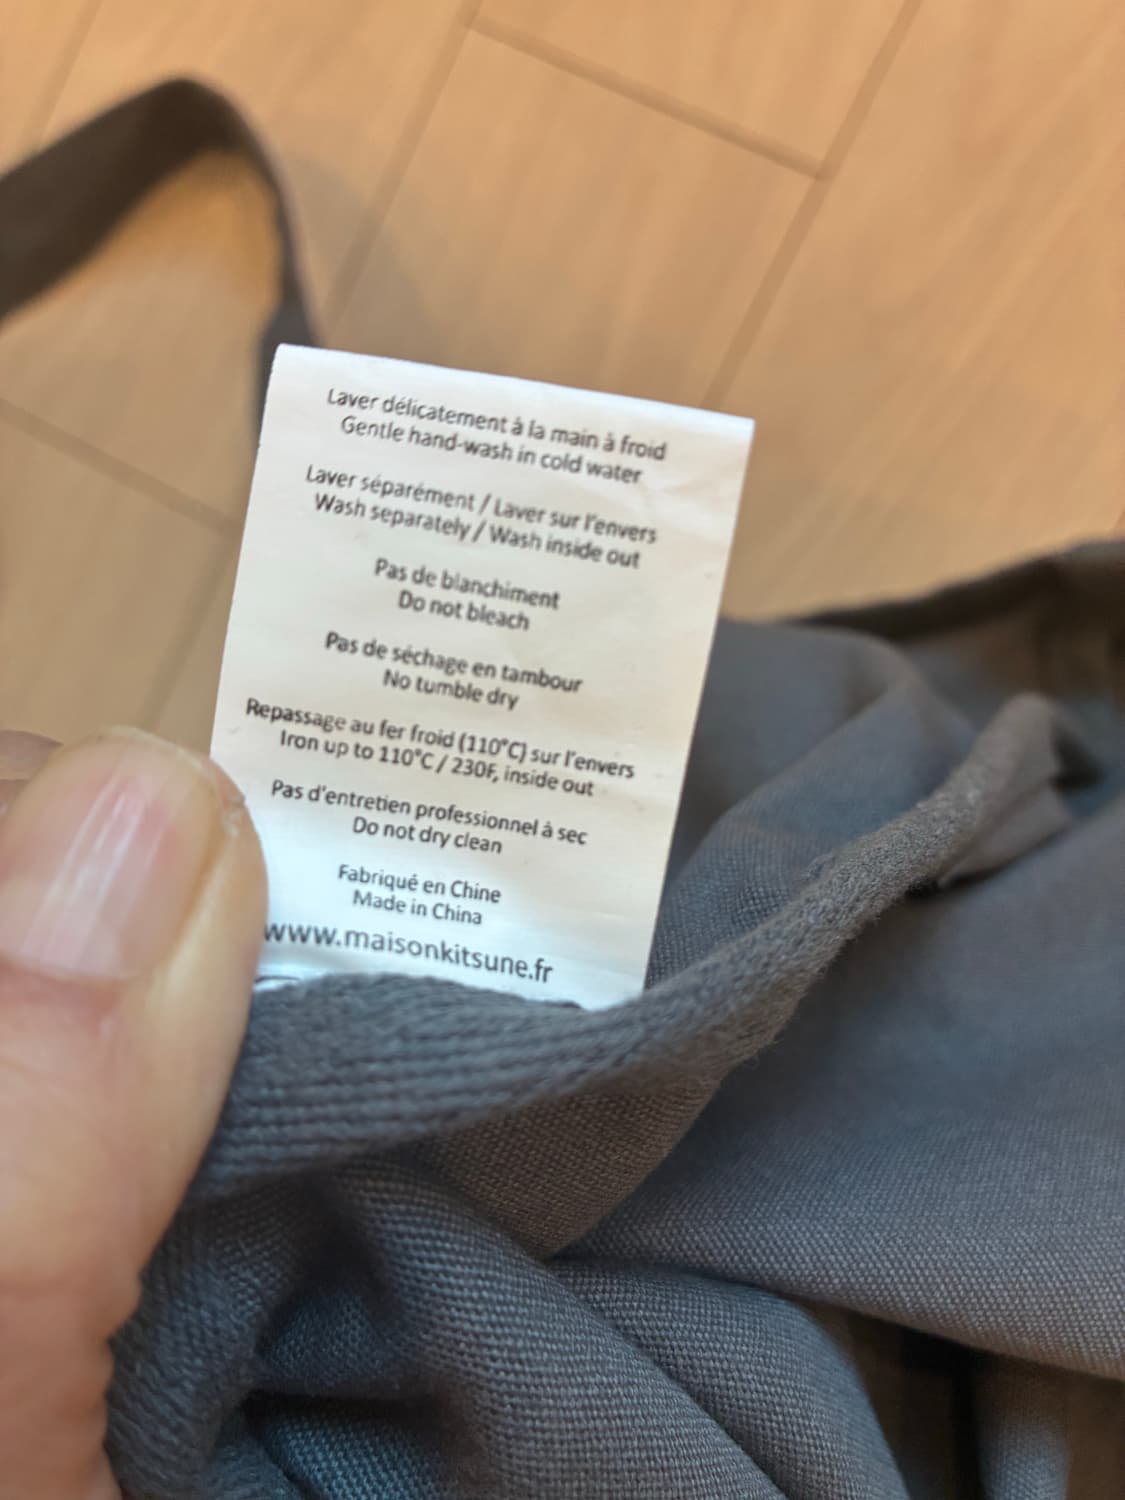 Laver délicatement à la main à froid
Gentle hand-wash in cold water
Laver séparément / Laver sur l'envers
Wash separately / Wash inside out
Pas de blanchiment
Do not bleach
Pas de séchage en tambour
No tumble dry
Repassage au fer froid (110°C) sur l'envers
Iron up to 110°C / 230F, inside out
Pas d'entretien professionnel à sec
Do not dry clean
Fabriqué en Chine
Made in China
www.maisonkitsune.fr